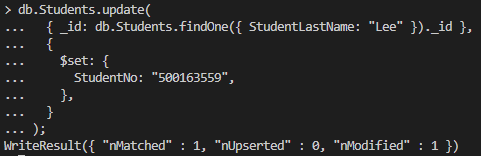 > db.Students.update(
...   { _id: db.Students.findOne({ StudentLastName: "Lee" })._id },
...   {
...     $set: {
...       StudentNo: "500163559",
...     },
...   }
... );
WriteResult({ "nMatched" : 1, "nUpserted" : 0, "nModified" : 1 })